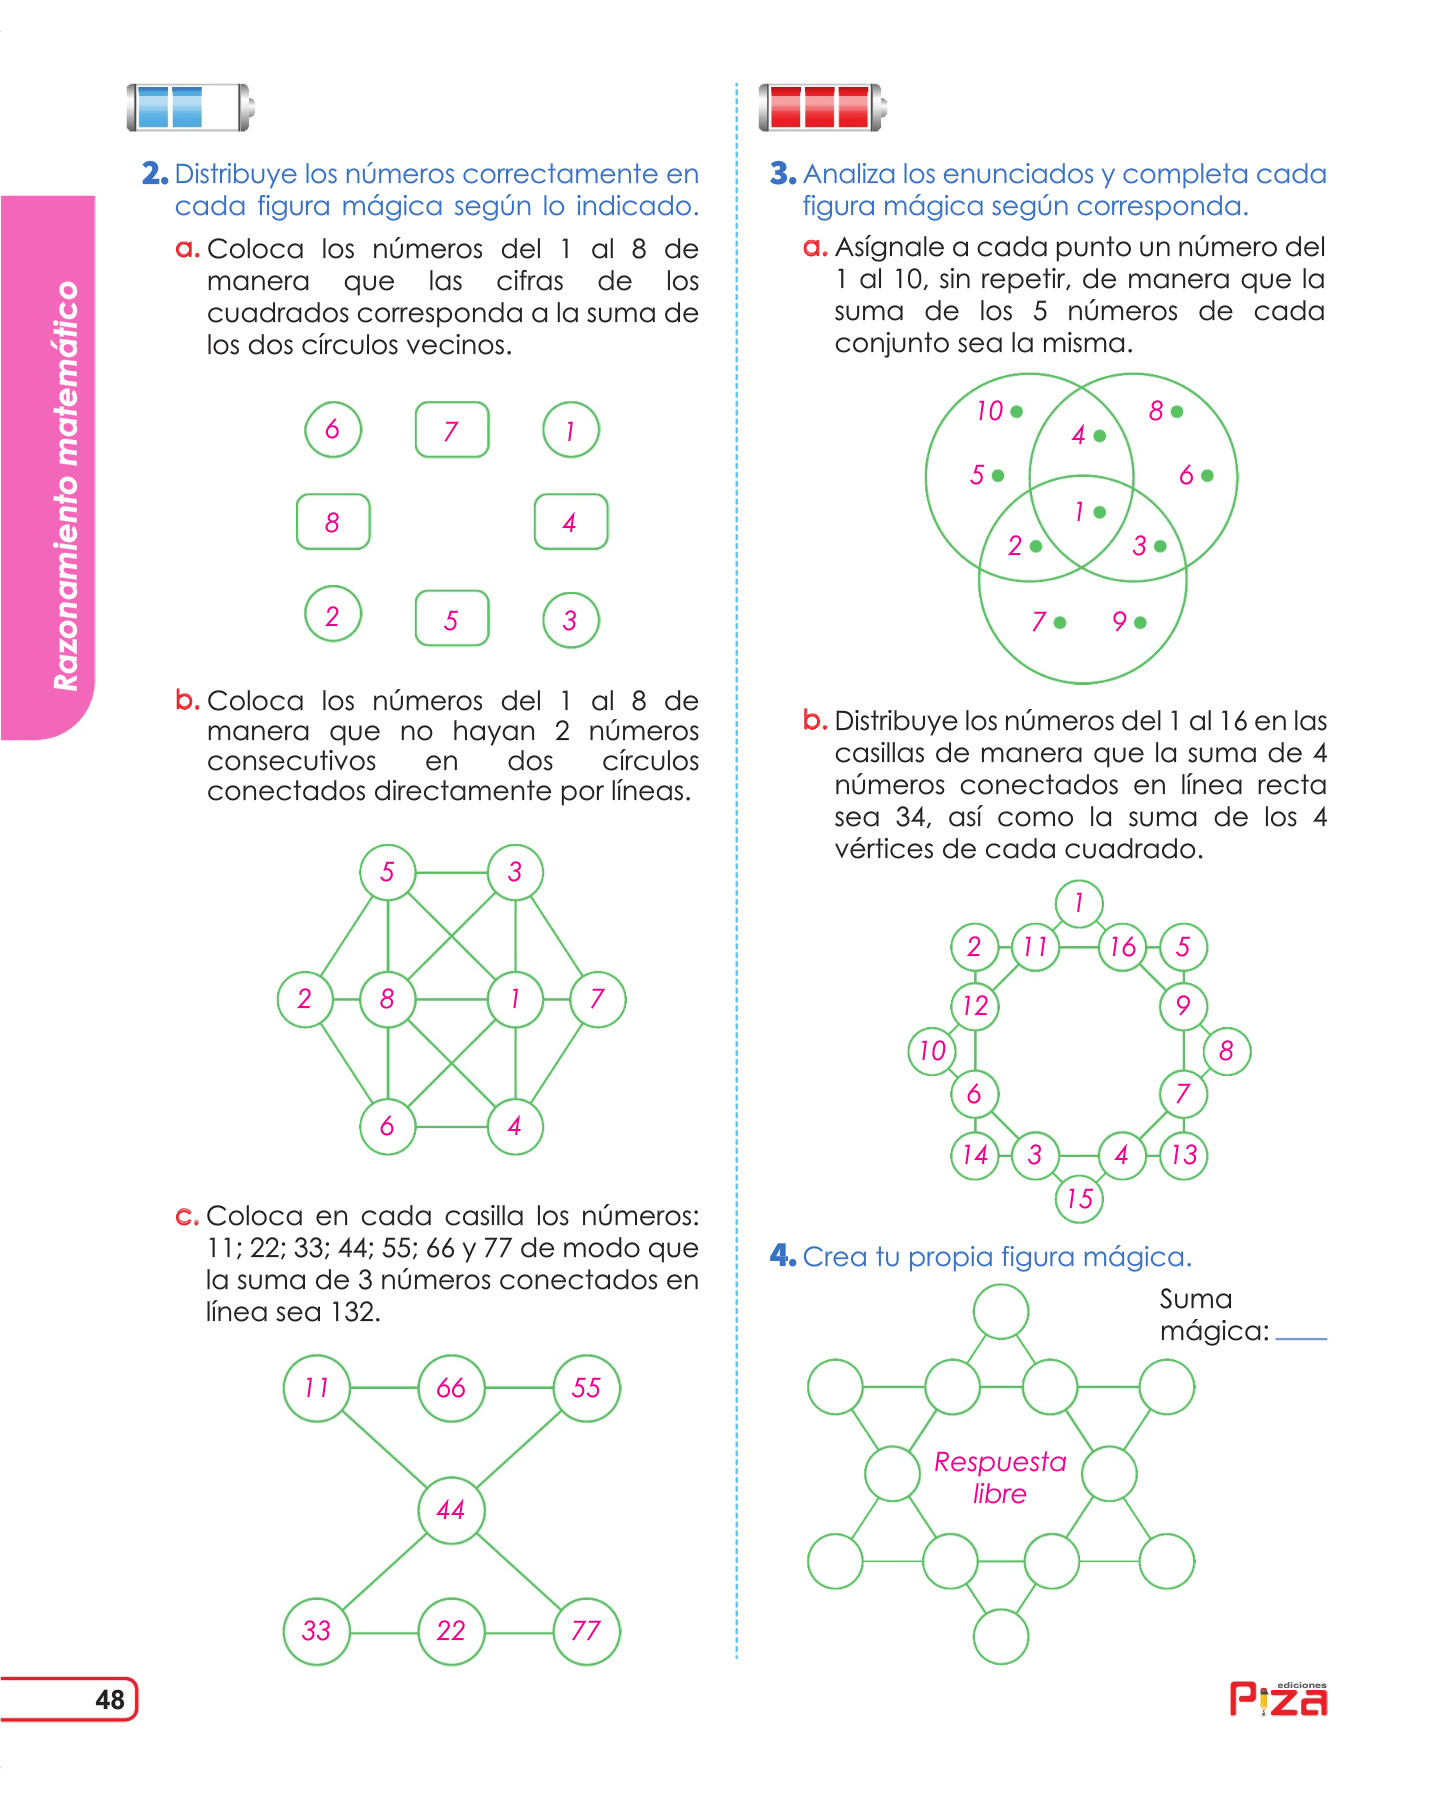 Razonamiento matemático
2. Distribuye los números correctamente en
cada figura mágica según lo indicado.
a. Coloca los números del 1 al 8 de
manera que las cifras de los
cuadrados corresponda a la suma de
los dos círculos vecinos.
6 7 1
8 4
2 5 3
b. Coloca los números del 1 al 8 de
manera que no hayan 2 números
consecutivos en dos círculos
conectados directamente por líneas.
5 3
2 8 1 7
6 4
c. Coloca en cada casilla los números:
11; 22; 33; 44; 55; 66 y 77 de modo que
la suma de 3 números conectados en
línea sea 132.
11 66 55
44
33 22 77
3. Analiza los enunciados y completa cada
figura mágica según corresponda.
a. Asígnale a cada punto un número del
1 al 10, sin repetir, de manera que la
suma de los 5 números de cada
conjunto sea la misma.
10 8
4
5 6
1
2 3
7 9
b. Distribuye los números del 1 al 16 en las
casillas de manera que la suma de 4
números conectados en línea recta
sea 34, así como la suma de los 4
vértices de cada cuadrado.
1
2 11 16 5
12 9
10 8
6 7
14 3 4 13
15
4. Crea tu propia figura mágica.
Suma
mágica:
Respuesta
libre
48
ediciones
Piza